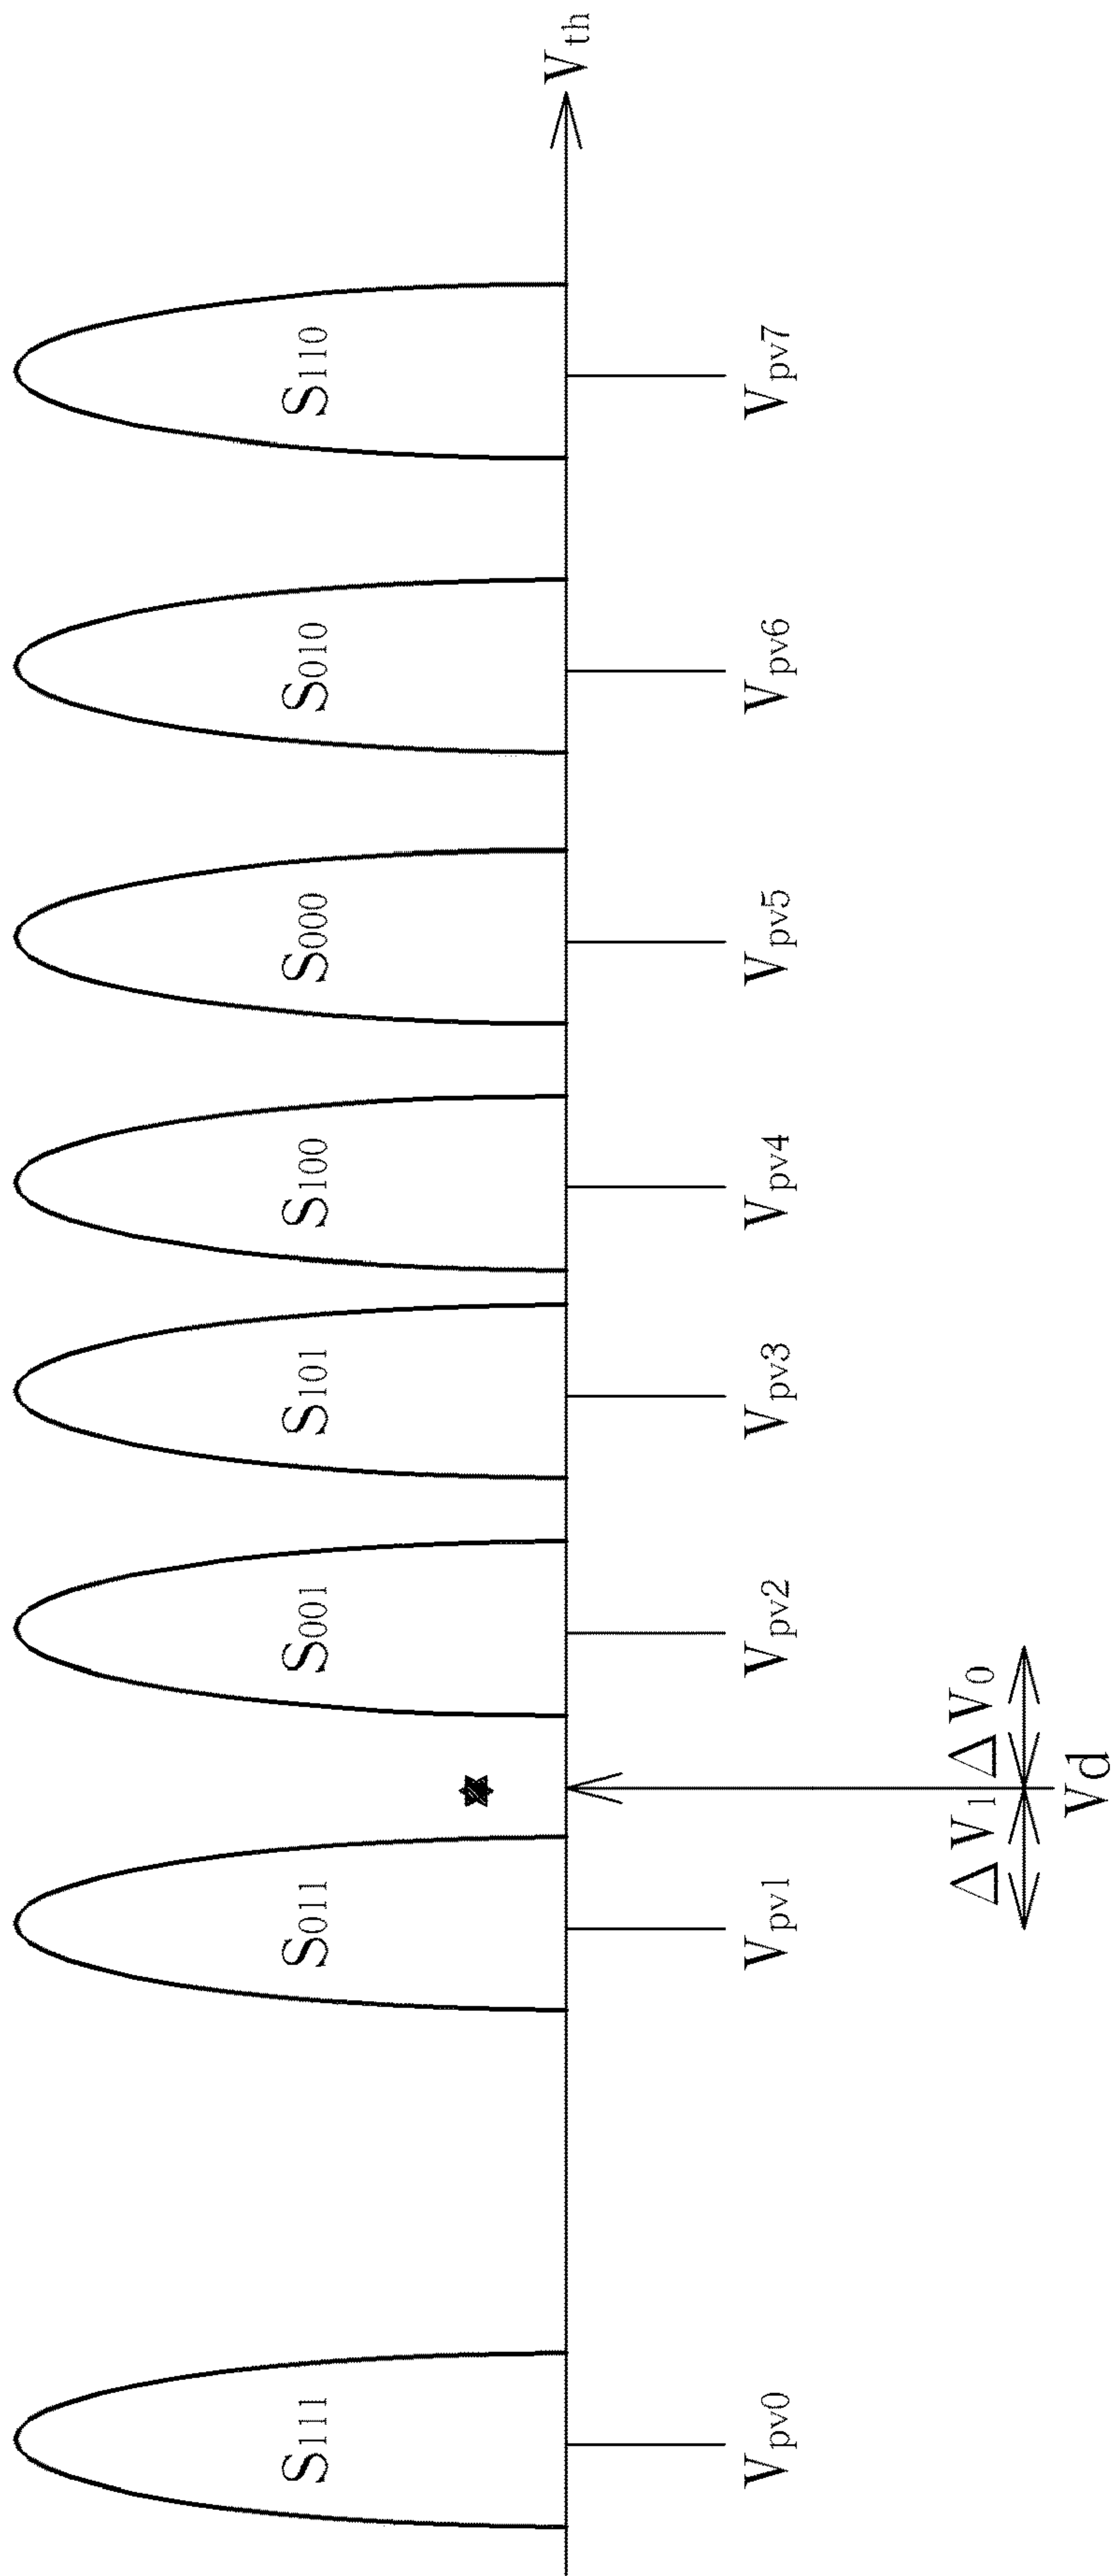 S111 S011 S001 S101 S100 S000 S010 S110
Vth
Vpv0 Vpv1 Vpv2 Vpv3 Vpv4 Vpv5 Vpv6 Vpv7
ΔV1 ΔV0
Vd